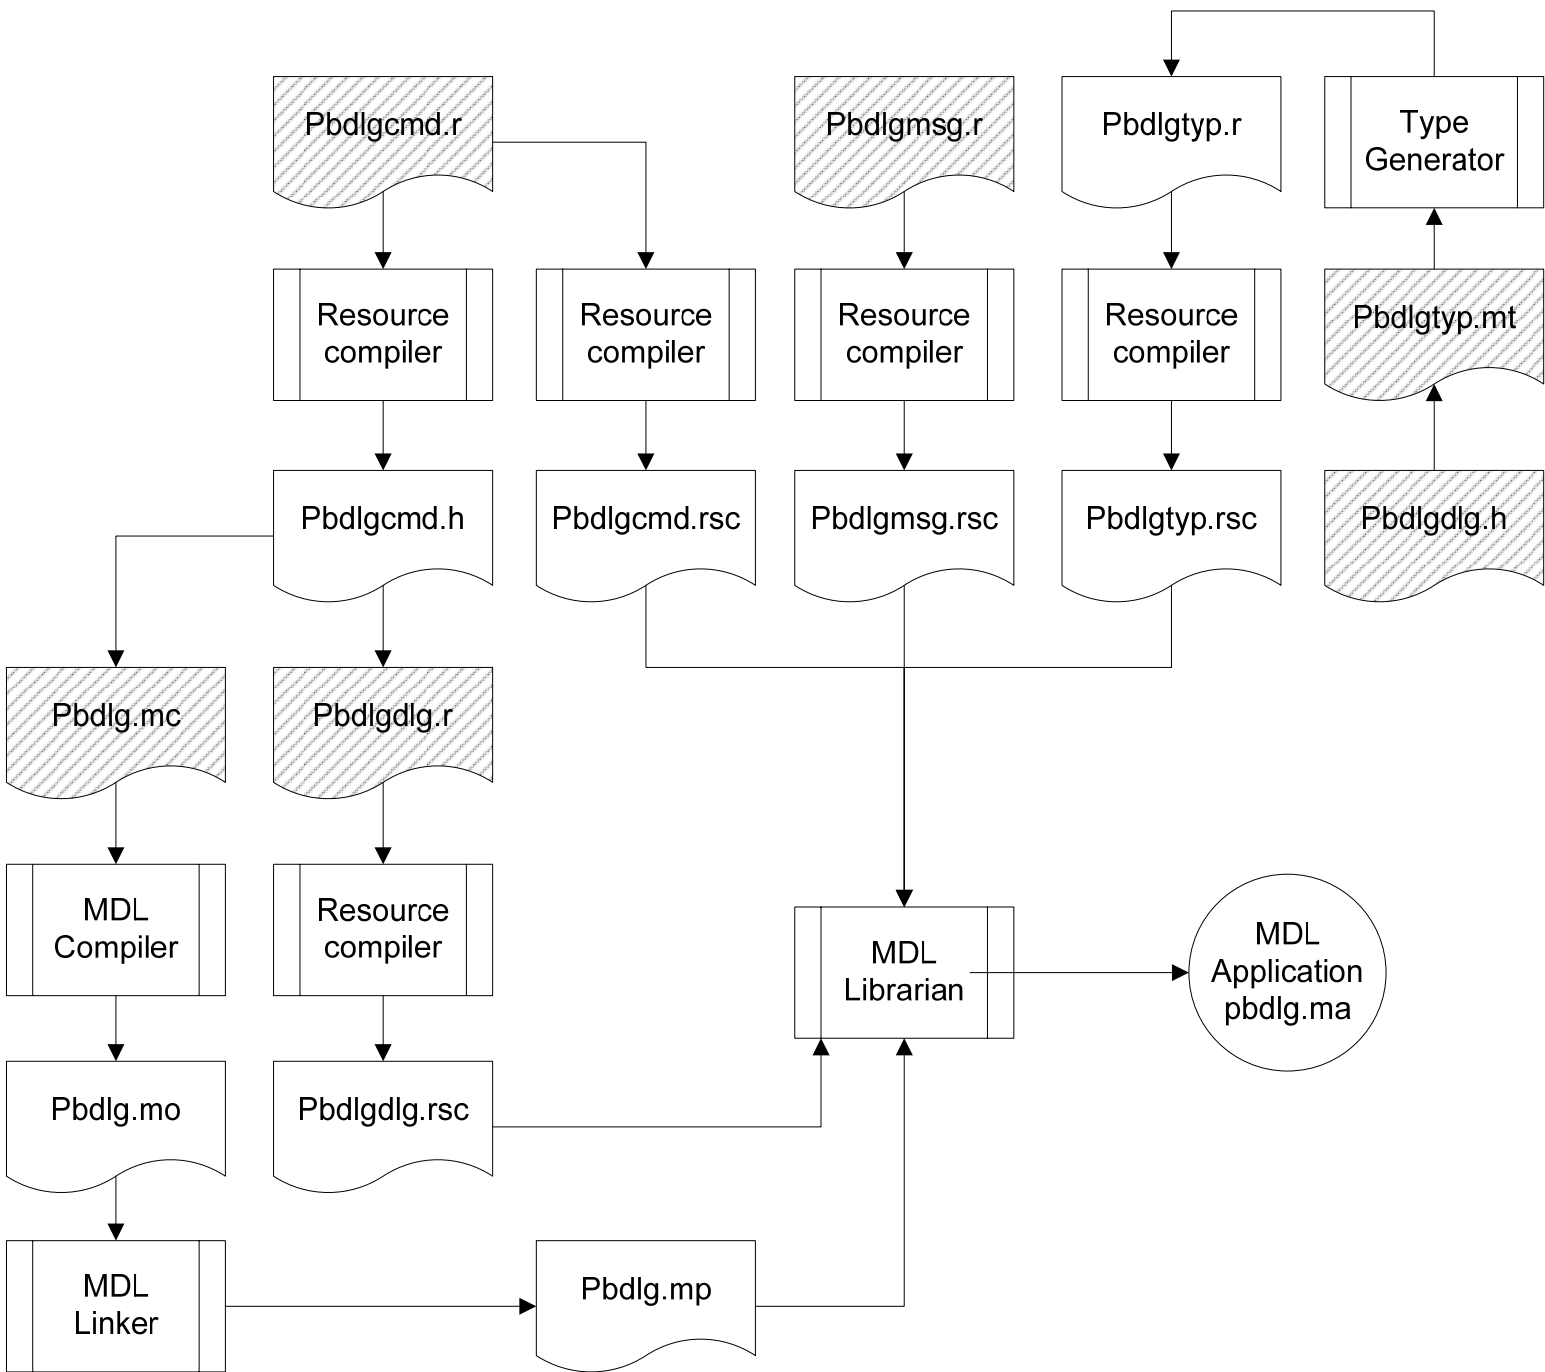 Pbdlgcmd.r
Pbdlgmsg.r
Pbdlgtyp.r
Type
Generator
Resource
compiler
Resource
compiler
Resource
compiler
Resource
compiler
Pbdlgtyp.mt
Pbdlgcmd.h
Pbdlgcmd.rsc
Pbdlgmsg.rsc
Pbdlgtyp.rsc
Pbdlgdlg.h
Pbdlg.mc
Pbdlgdlg.r
MDL
Compiler
Resource
compiler
MDL
Librarian
MDL
Application
pbdlg.ma
Pbdlg.mo
Pbdlgdlg.rsc
MDL
Linker
Pbdlg.mp